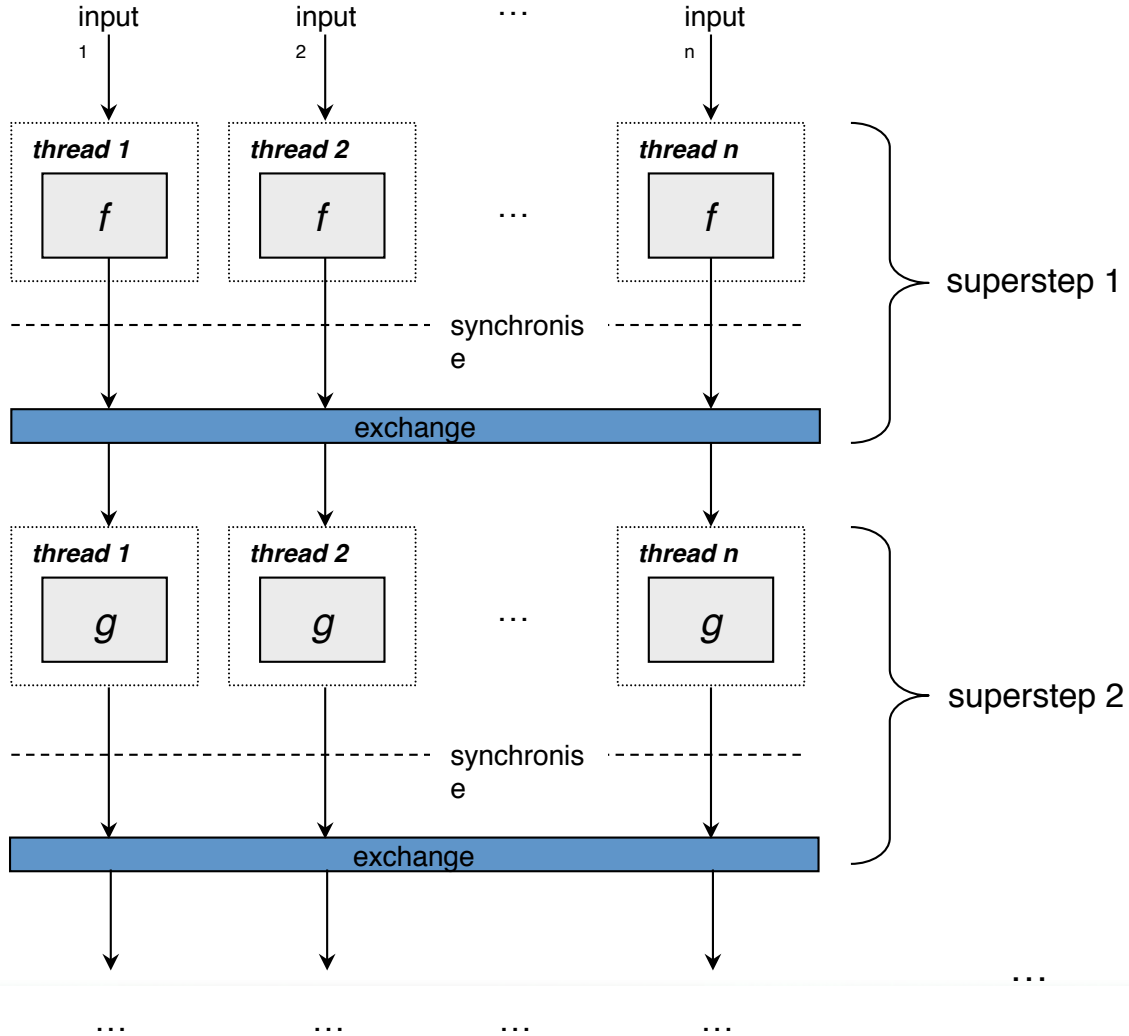 input input … input
1 2 n
thread 1 thread 2 thread n
f f … f
superstep 1
synchronis
e
exchange
thread 1 thread 2 thread n
g g … g
superstep 2
synchronis
e
exchange
…
… … … …